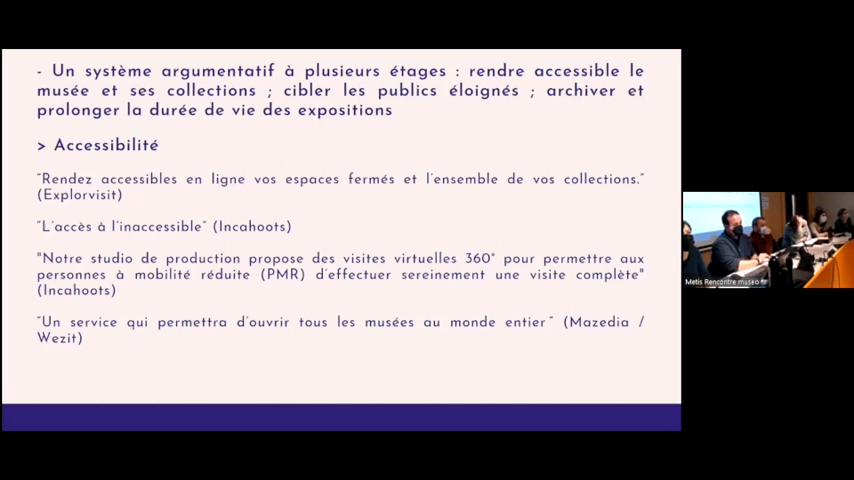 - Un système argumentatif à plusieurs étages : rendre accessible le
musée et ses collections ; cibler les publics éloignés ; archiver et
prolonger la durée de vie des expositions
> Accessibilité
“Rendez accessibles en ligne vos espaces fermés et l’ensemble de vos collections.”
(Explorvisit)
“L’accès à l’inaccessible” (Incahoots)
"Notre studio de production propose des visites virtuelles 360° pour permettre aux
personnes à mobilité réduite (PMR) d’effectuer sereinement une visite complète"
(Incahoots)
“Un service qui permettra d’ouvrir tous les musées au monde entier” (Mazedia /
Wezit)
Metis Rencontre museo